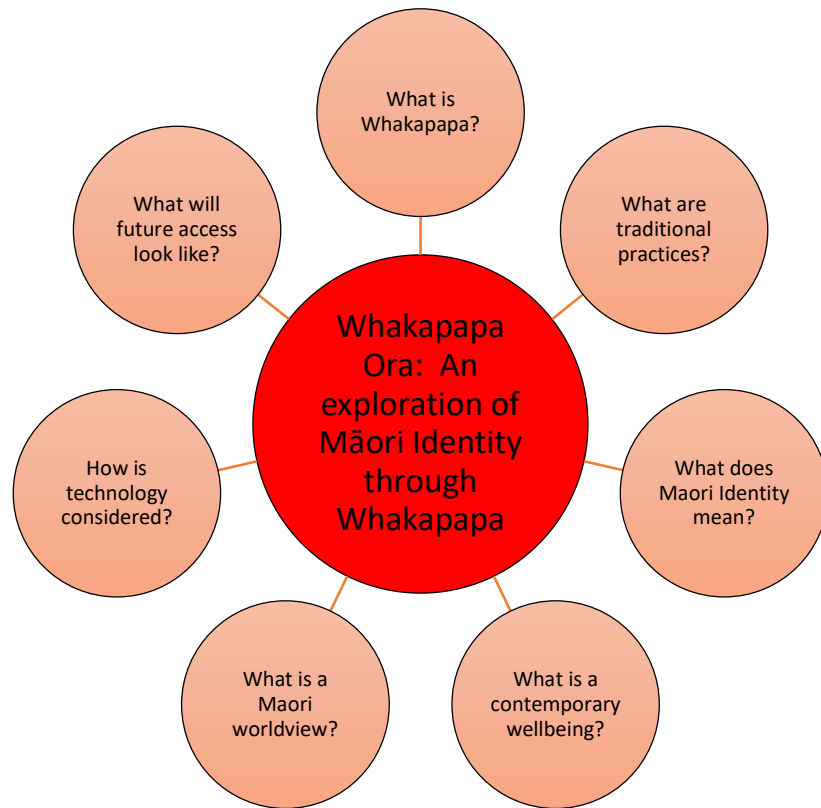 What is
Whakapapa?
What are
traditional
practices?
What does
Maori Identity
mean?
What is a
contemporary
wellbeing?
What is a
Maori
worldview?
How is
technology
considered?
What will
future access
look like?
Whakapapa
Ora: An
exploration of
Māori Identity
through
Whakapapa